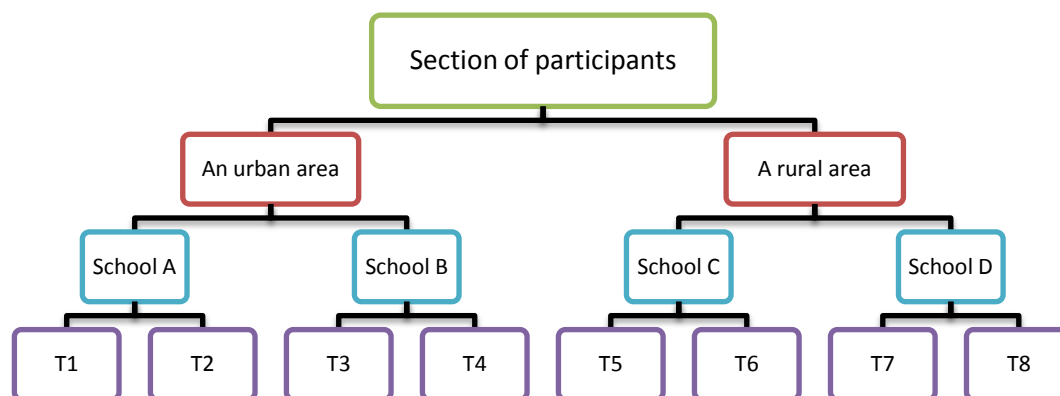 Section of participants
An urban area
A rural area
School A
School B
School C
School D
T1
T2
T3
T4
T5
T6
T7
T8